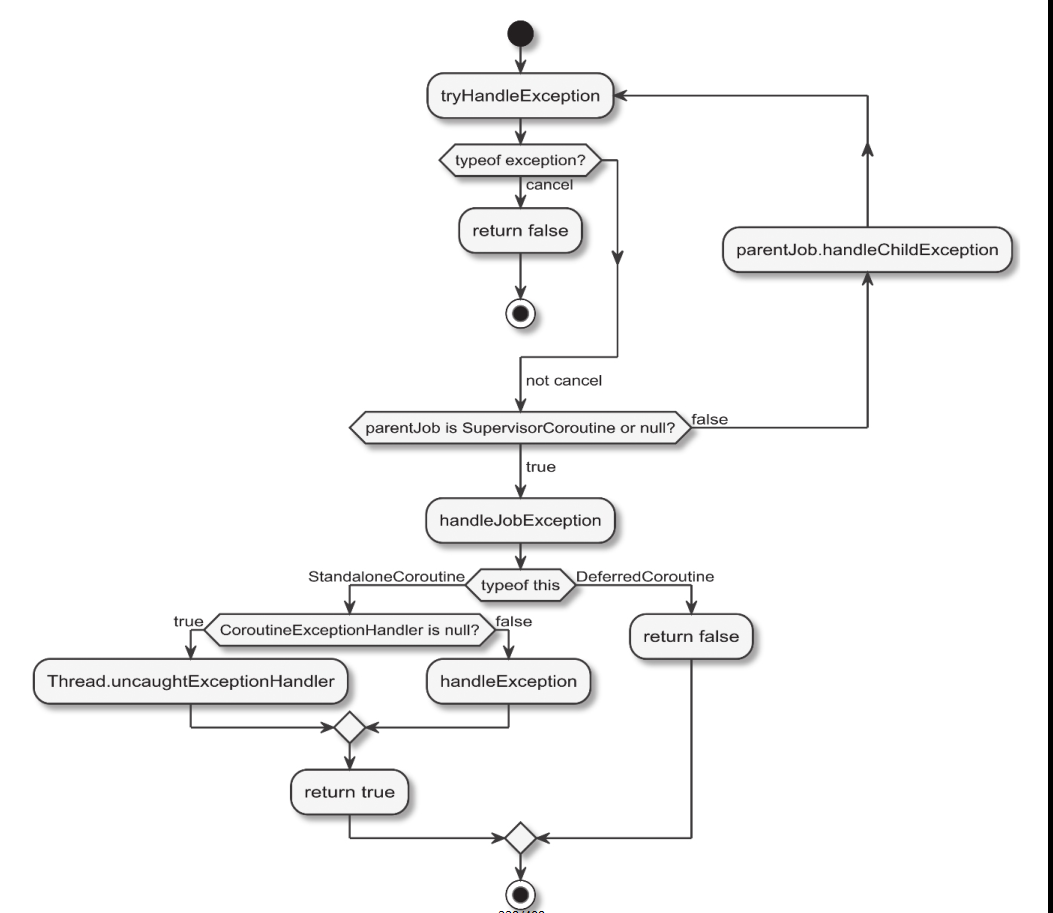 tryHandleException
typeof exception?
cancel
return false
parentJob.handleChildException
not cancel
parentJob is SupervisorCoroutine or null?
false
true
handleJobException
StandaloneCoroutine
typeof this
DeferredCoroutine
true
CoroutineExceptionHandler is null?
false
return false
Thread.uncaughtExceptionHandler
handleException
return true